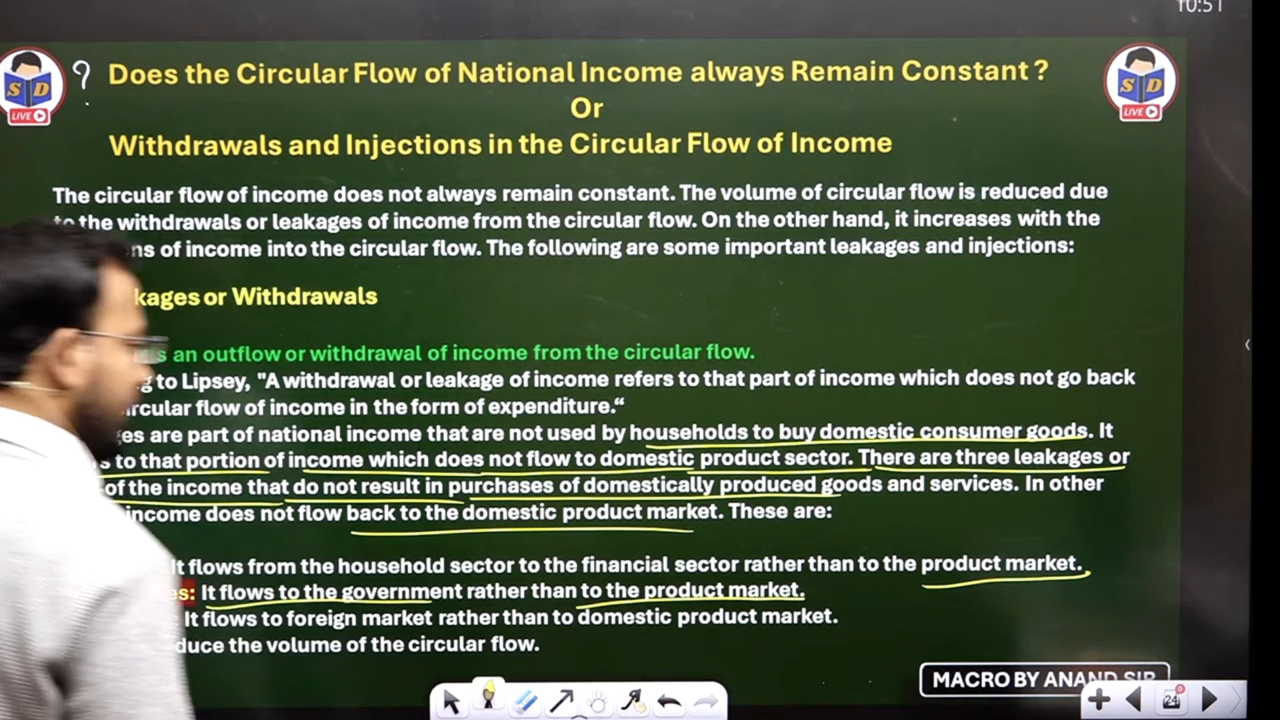 10:51
? Does the Circular Flow of National Income always Remain Constant ?
Or
Withdrawals and Injections in the Circular Flow of Income
S D
LIVE
S D
LIVE
The circular flow of income does not always remain constant. The volume of circular flow is reduced due
to the withdrawals or leakages of income from the circular flow. On the other hand, it increases with the
ns of income into the circular flow. The following are some important leakages and injections:
kages or Withdrawals
s an outflow or withdrawal of income from the circular flow.
g to Lipsey, "A withdrawal or leakage of income refers to that part of income which does not go back
ircular flow of income in the form of expenditure.“
ges are part of national income that are not used by households to buy domestic consumer goods. It
s to that portion of income which does not flow to domestic product sector. There are three leakages or
of the income that do not result in purchases of domestically produced goods and services. In other
income does not flow back to the domestic product market. These are:
It flows from the household sector to the financial sector rather than to the product market.
es: It flows to the government rather than to the product market.
It flows to foreign market rather than to domestic product market.
duce the volume of the circular flow.
MACRO BY ANAND SIR
24